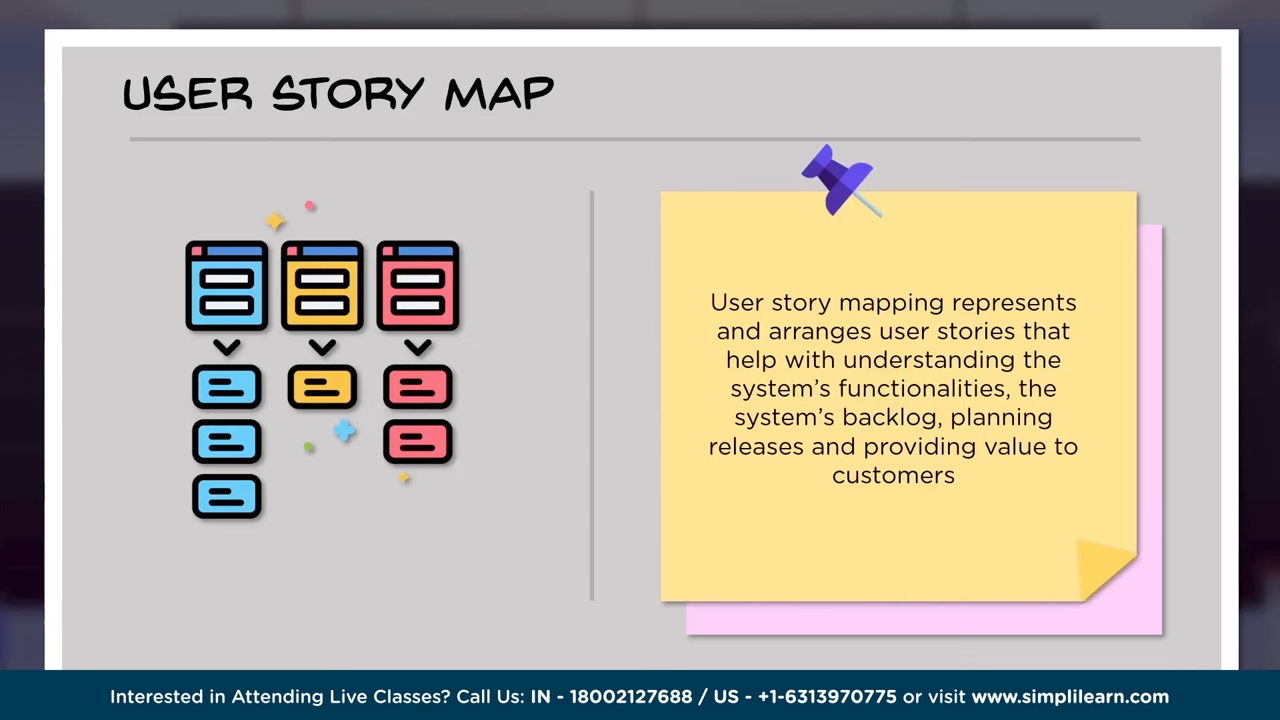 USER STORY MAP
User story mapping represents
and arranges user stories that
help with understanding the
system’s functionalities, the
system’s backlog, planning
releases and providing value to
customers
Interested in Attending Live Classes? Call Us: IN - 18002127688 / US - +1-6313970775 or visit www.simplilearn.com